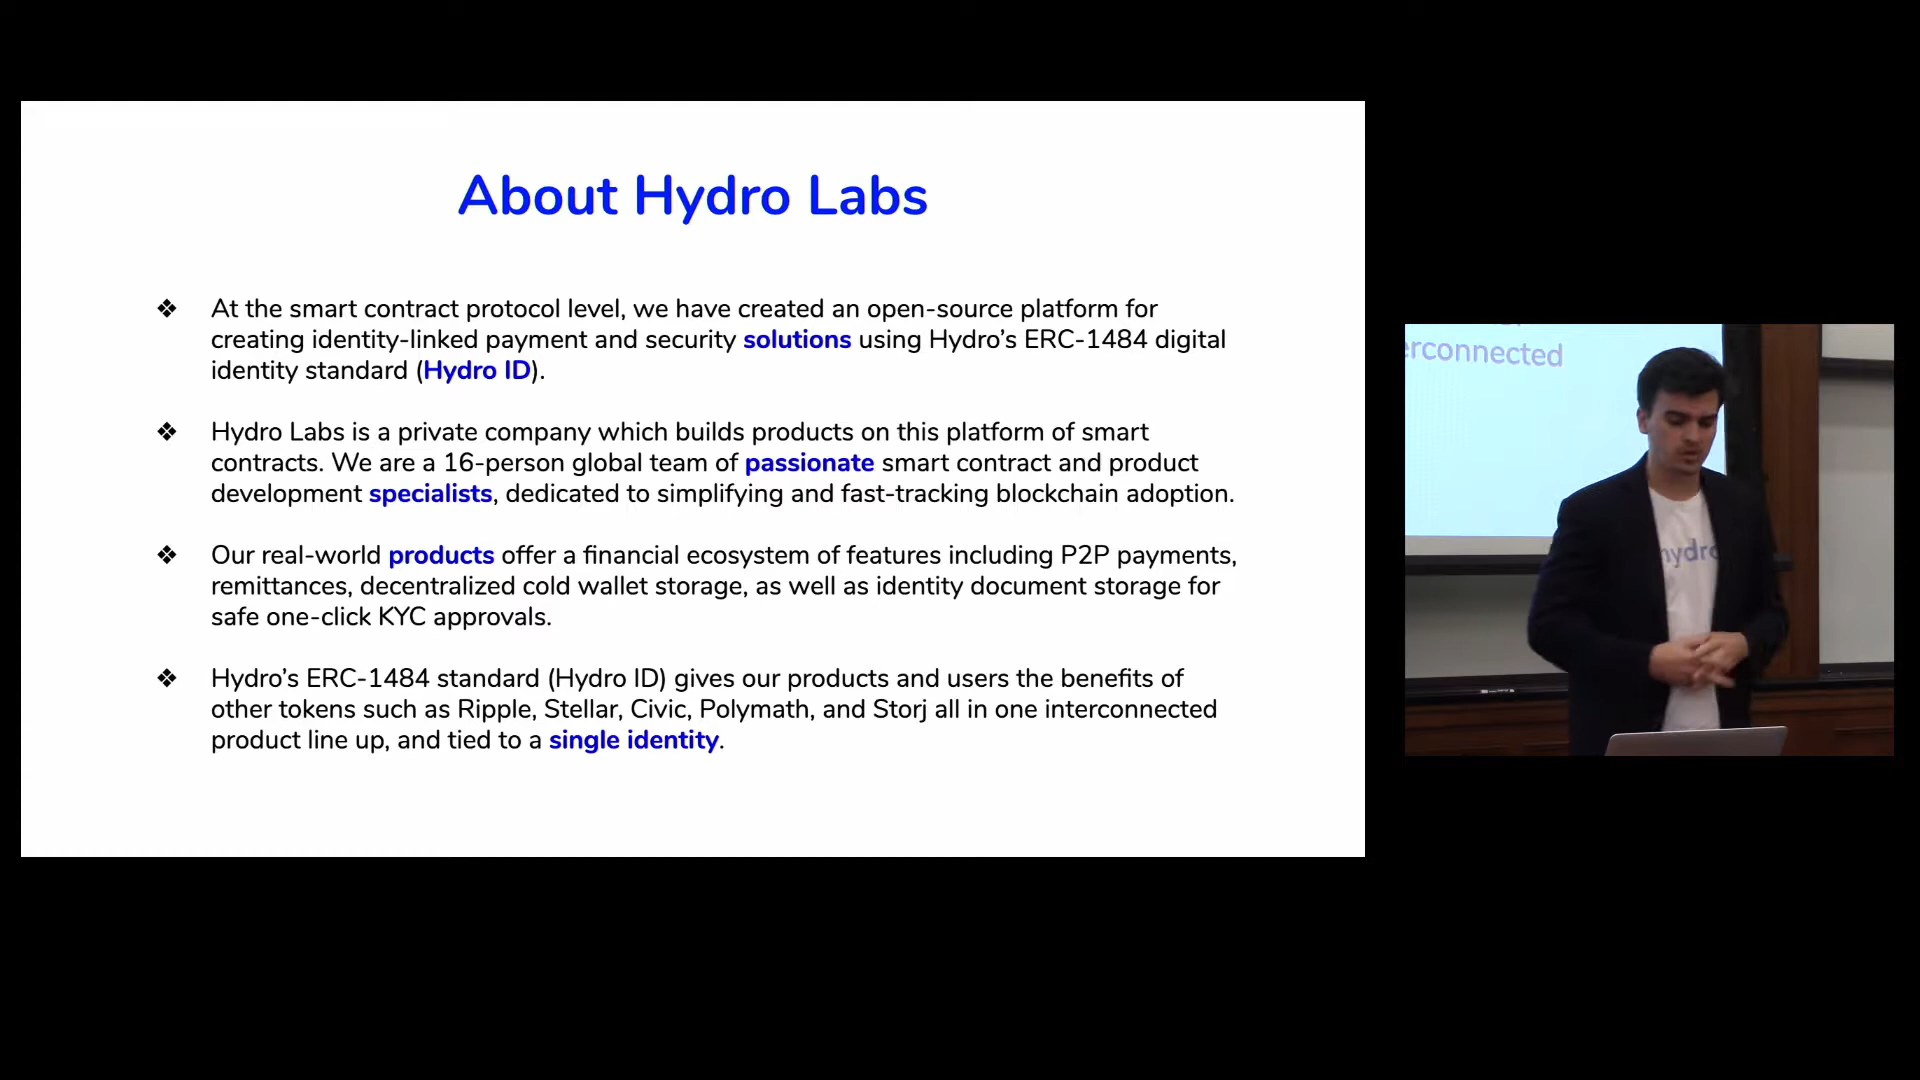 About Hydro Labs
❖ At the smart contract protocol level, we have created an open-source platform for
creating identity-linked payment and security solutions using Hydro’s ERC-1484 digital
identity standard (Hydro ID).
❖ Hydro Labs is a private company which builds products on this platform of smart
contracts. We are a 16-person global team of passionate smart contract and product
development specialists, dedicated to simplifying and fast-tracking blockchain adoption.
❖ Our real-world products offer a financial ecosystem of features including P2P payments,
remittances, decentralized cold wallet storage, as well as identity document storage for
safe one-click KYC approvals.
❖ Hydro’s ERC-1484 standard (Hydro ID) gives our products and users the benefits of
other tokens such as Ripple, Stellar, Civic, Polymath, and Storj all in one interconnected
product line up, and tied to a single identity.
erconnected
hydro